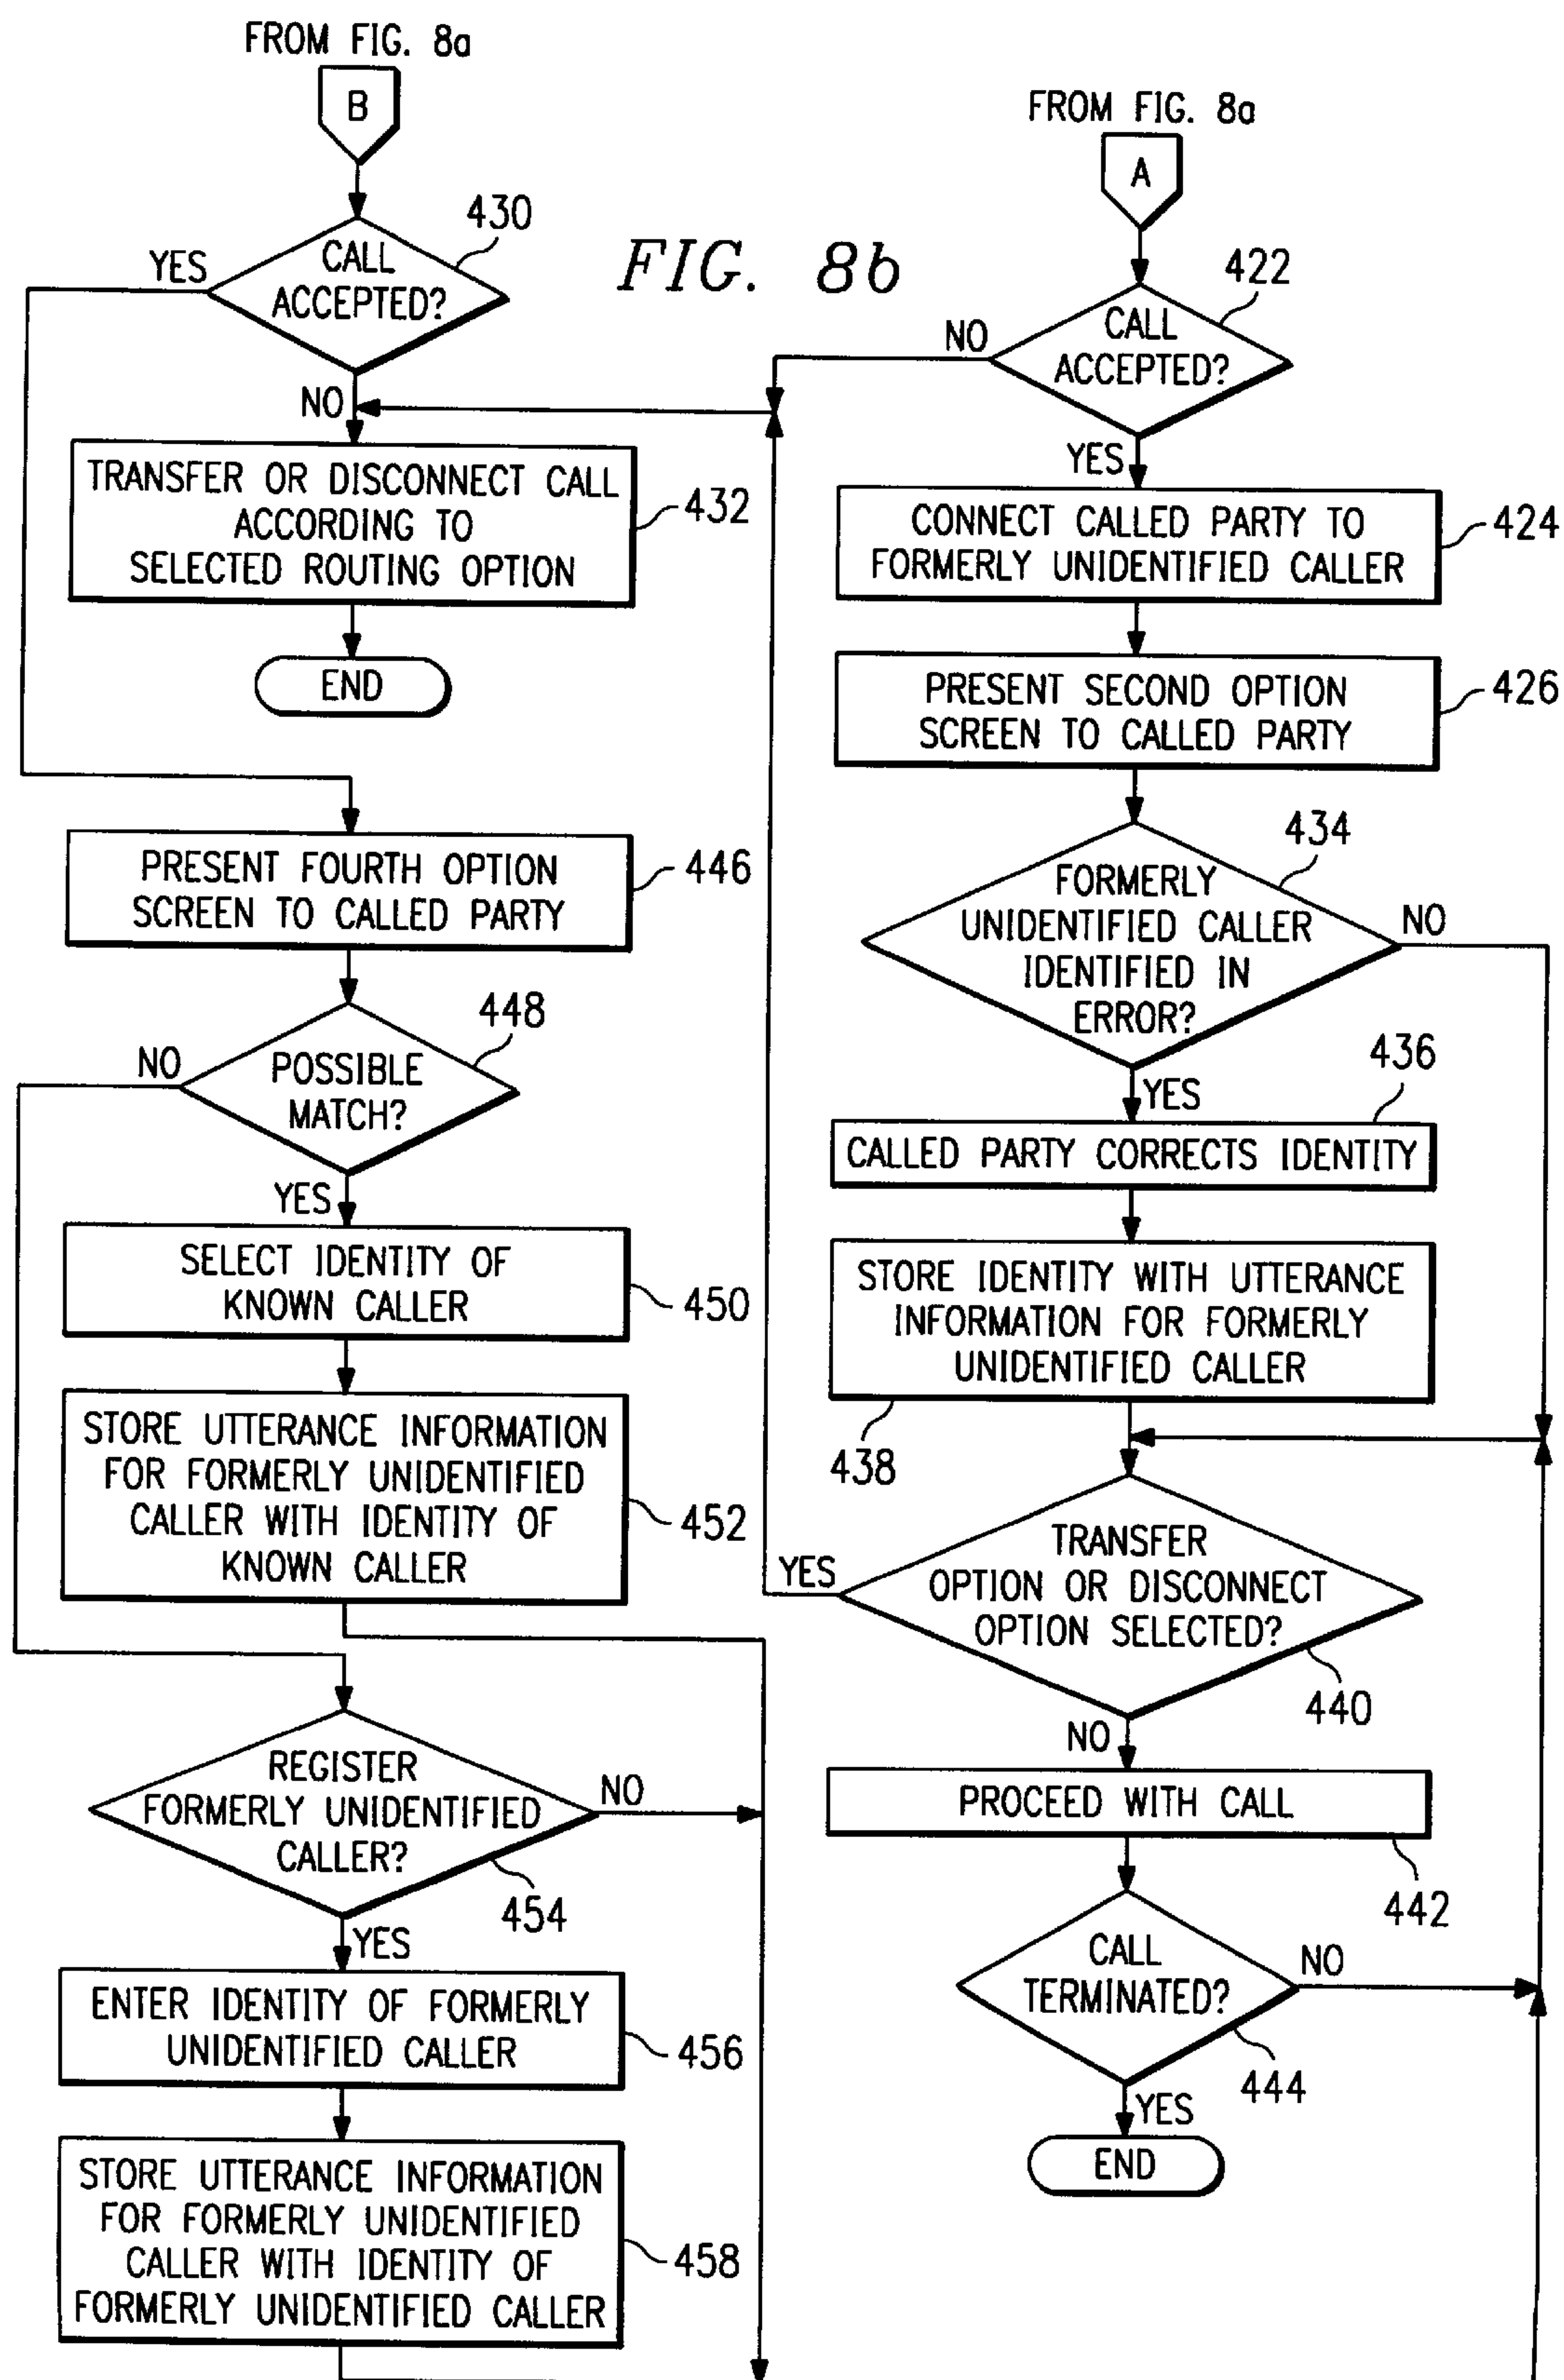 FROM FIG. 8a
B
430
YES
CALL
ACCEPTED?
NO
TRANSFER OR DISCONNECT CALL
ACCORDING TO
SELECTED ROUTING OPTION
432
END
PRESENT FOURTH OPTION
SCREEN TO CALLED PARTY
446
448
NO
POSSIBLE
MATCH?
YES
SELECT IDENTITY OF
KNOWN CALLER
450
STORE UTTERANCE INFORMATION
FOR FORMERLY UNIDENTIFIED
CALLER WITH IDENTITY OF
KNOWN CALLER
452
REGISTER
FORMERLY UNIDENTIFIED
CALLER?
NO
454
YES
ENTER IDENTITY OF FORMERLY
UNIDENTIFIED CALLER
456
STORE UTTERANCE INFORMATION
FOR FORMERLY UNIDENTIFIED
CALLER WITH IDENTITY OF
FORMERLY UNIDENTIFIED CALLER
458
FIG. 8b
FROM FIG. 8a
A
422
NO
CALL
ACCEPTED?
YES
CONNECT CALLED PARTY TO
FORMERLY UNIDENTIFIED CALLER
424
PRESENT SECOND OPTION
SCREEN TO CALLED PARTY
426
434
FORMERLY
UNIDENTIFIED CALLER
IDENTIFIED IN
ERROR?
NO
YES
436
CALLED PARTY CORRECTS IDENTITY
STORE IDENTITY WITH UTTERANCE
INFORMATION FOR FORMERLY
UNIDENTIFIED CALLER
438
YES
TRANSFER
OPTION OR DISCONNECT
OPTION SELECTED?
440
NO
PROCEED WITH CALL
442
CALL
TERMINATED?
NO
444
YES
END